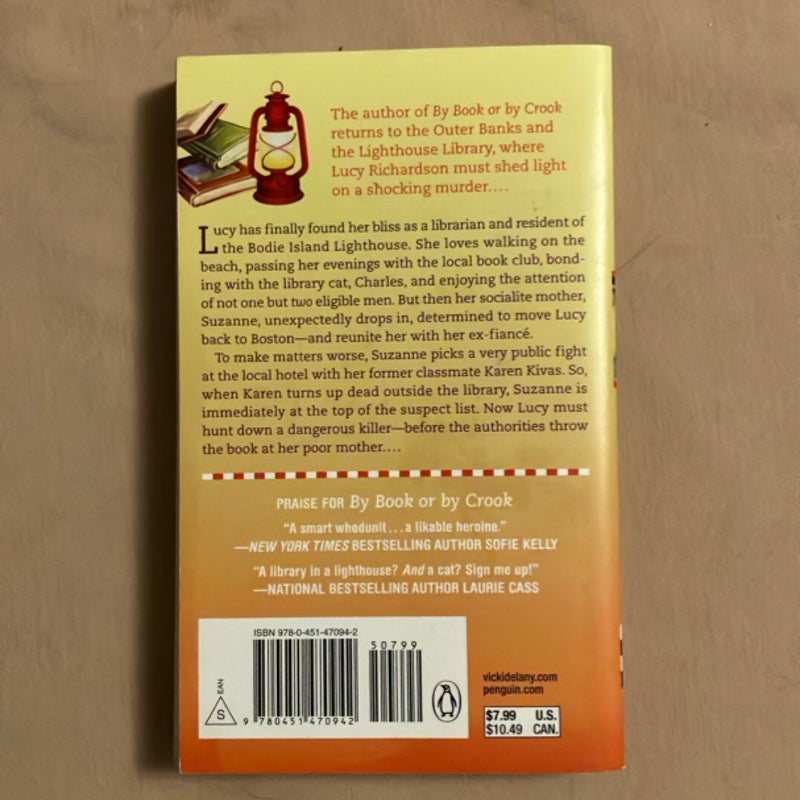 The author of By Book or by Crook
returns to the Outer Banks and
the Lighthouse Library, where
Lucy Richardson must shed light
on a shocking murder....
Lucy has finally found her bliss as a librarian and resident of
the Bodie Island Lighthouse. She loves walking on the
beach, passing her evenings with the local book club, bond-
ing with the library cat, Charles, and enjoying the attention
of not one but two eligible men. But then her socialite mother,
Suzanne, unexpectedly drops in, determined to move Lucy
back to Boston—and reunite her with her ex-fiancé.
To make matters worse, Suzanne picks a very public fight
at the local hotel with her former classmate Karen Kivas. So,
when Karen turns up dead outside the library, Suzanne is
immediately at the top of the suspect list. Now Lucy must
hunt down a dangerous killer—before the authorities throw
the book at her poor mother....
PRAISE FOR By Book or by Crook
"A smart whodunit...a likable heroine."
—NEW YORK TIMES BESTSELLING AUTHOR SOFIE KELLY
"A library in a lighthouse? And a cat? Sign me up!"
—NATIONAL BESTSELLING AUTHOR LAURIE CASS
ISBN 978-0-451-47094-2
50799
EAN
S
9 780451 470942
vickidelany.com
penguin.com
$7.99 U.S.
$10.49 CAN.